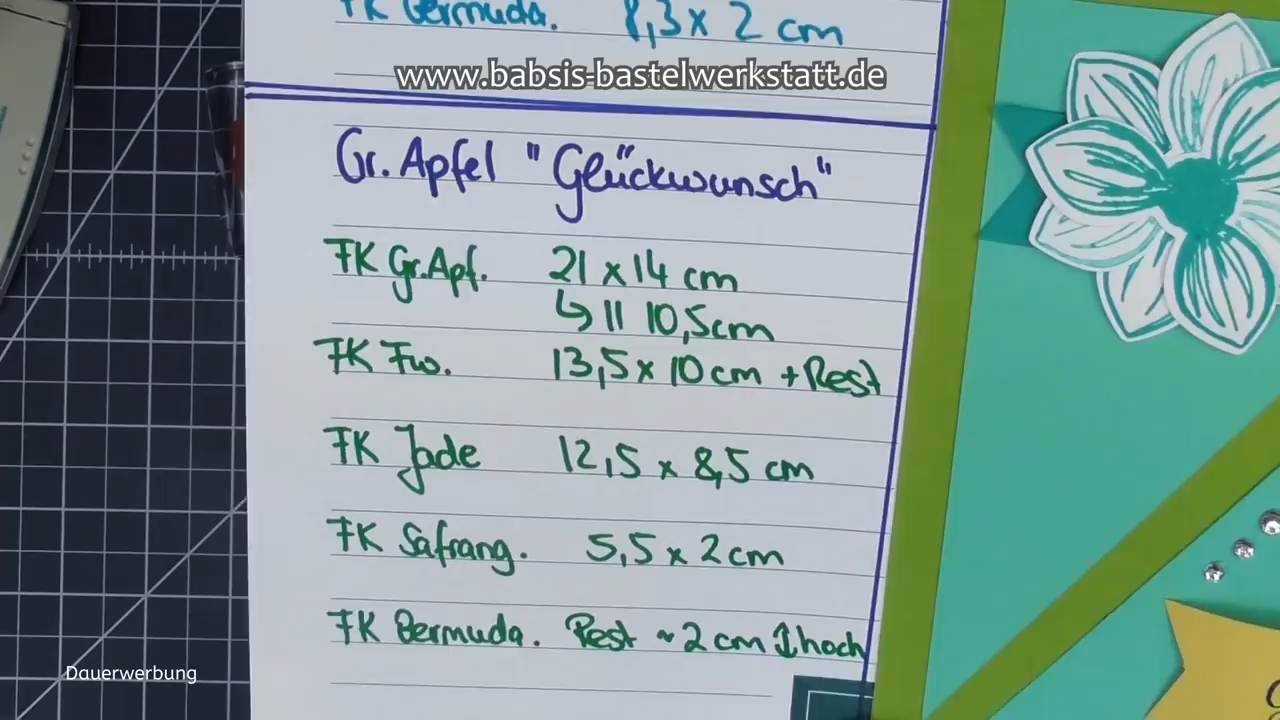 FK Bermuda. 8,3 x 2 cm
www.babsis-bastelwerkstatt.de
Gr. Apfel "Glückwunsch"
FK Gr. Apf. 21 x 14 cm
↳ || 10,5cm
FK Fw. 13,5 x 10 cm + Rest
FK Jade 12,5 x 8,5 cm
FK Safrang. 5,5 x 2 cm
FK Bermuda. Rest ~ 2 cm ↕ hoch
Dauerwerbung